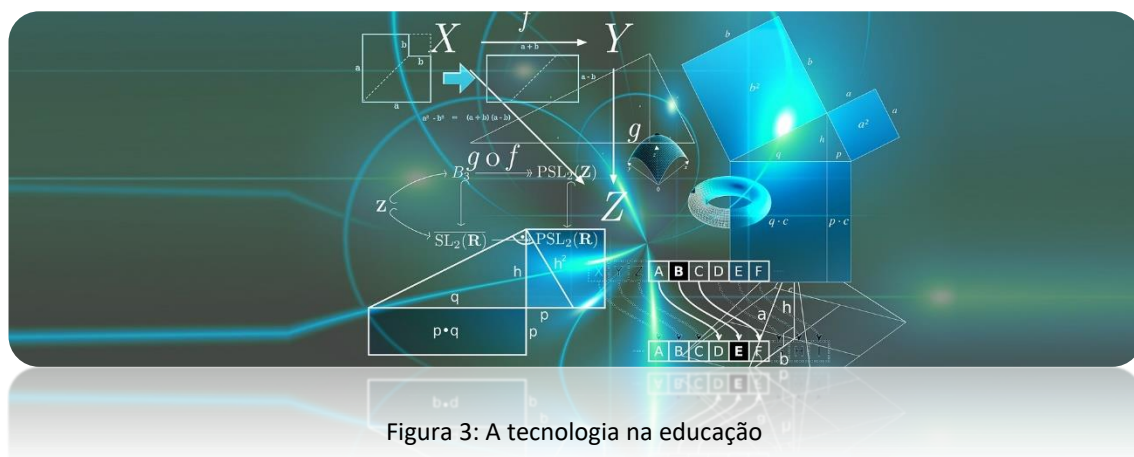 f
X Y
a+b
b
b
a
a
a-b
a² - b² = (a+b)(a-b)
b
b
b²
a
a
a²
g
h
q
p
g o f
B₃ PSL₂(Z)
Z
Z
q · c
p · c
SL₂(R) PSL₂(R)
h
h²
q
p
p•q
p
A B C D E F
a
h
A B C D E F
b
Figura 3: A tecnologia na educação